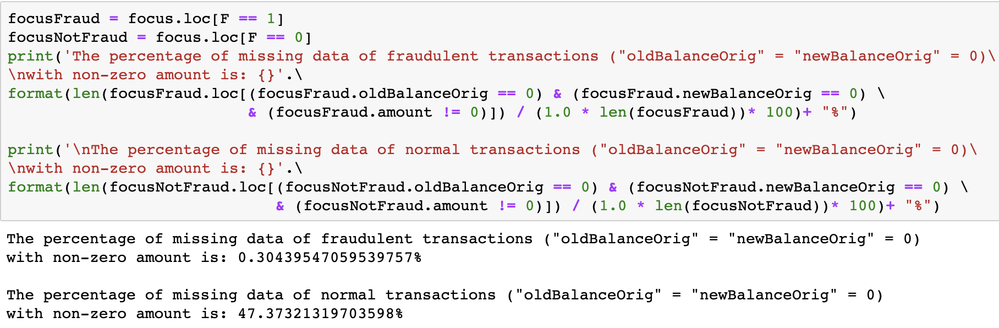 focusFraud = focus.loc[F == 1]
focusNotFraud = focus.loc[F == 0]
print('The percentage of missing data of fraudulent transactions ("oldBalanceOrig" = "newBalanceOrig" = 0)\
\nwith non-zero amount is: {}'.\
format(len(focusFraud.loc[(focusFraud.oldBalanceOrig == 0) & (focusFraud.newBalanceOrig == 0) \
                          & (focusFraud.amount != 0)]) / (1.0 * len(focusFraud))* 100)+ "%")

print('\nThe percentage of missing data of normal transactions ("oldBalanceOrig" = "newBalanceOrig" = 0)\
\nwith non-zero amount is: {}'.\
format(len(focusNotFraud.loc[(focusNotFraud.oldBalanceOrig == 0) & (focusNotFraud.newBalanceOrig == 0) \
                             & (focusNotFraud.amount != 0)]) / (1.0 * len(focusNotFraud))* 100)+ "%")
The percentage of missing data of fraudulent transactions ("oldBalanceOrig" = "newBalanceOrig" = 0)
with non-zero amount is: 0.30439547059539757%

The percentage of missing data of normal transactions ("oldBalanceOrig" = "newBalanceOrig" = 0)
with non-zero amount is: 47.37321319703598%